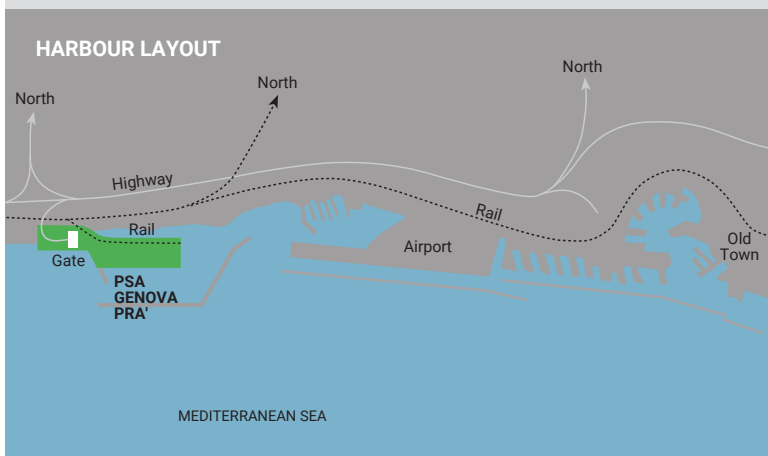 HARBOUR LAYOUT
North
North
North
Highway
Rail
Rail
Airport
Old
Town
Gate
PSA
GENOVA
PRA'
MEDITERRANEAN SEA